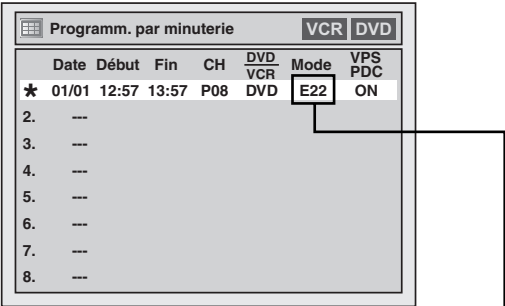 Programm. par minuterie VCR DVD
Date Début Fin CH DVD/VCR Mode VPS PDC
* 01/01 12:57 13:57 P08 DVD E22 ON
2. ---
3. ---
4. ---
5. ---
6. ---
7. ---
8. ---